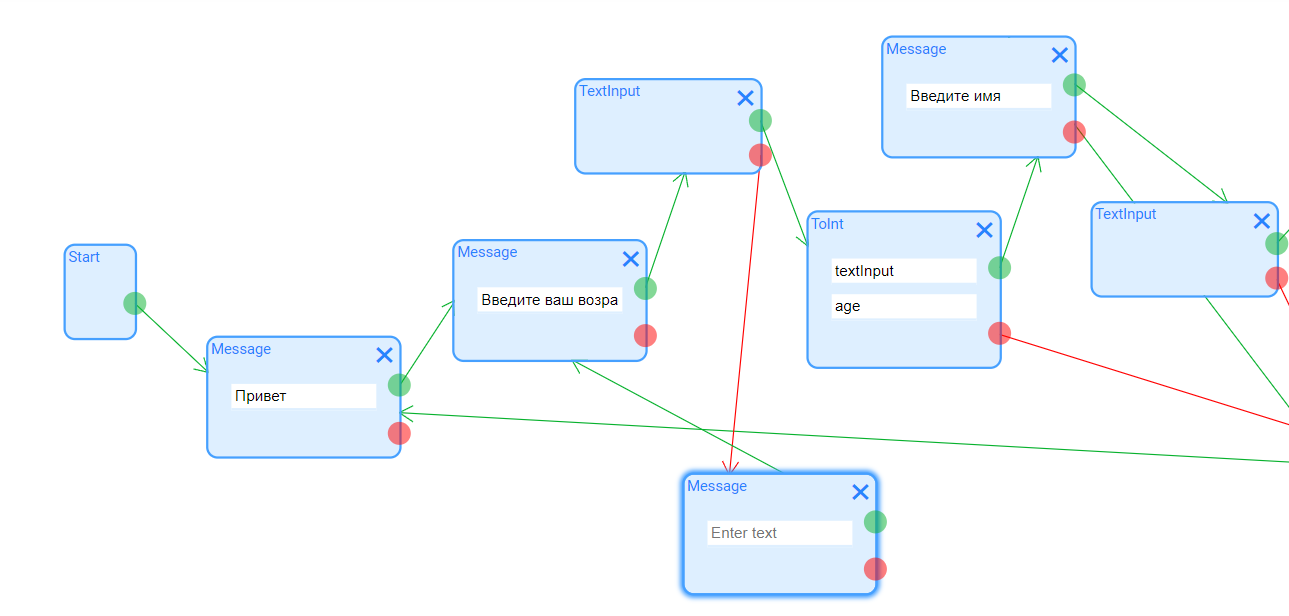 Start
Message
Привет
Message
Введите ваш возра
TextInput
Message
Enter text
ToInt
textInput
age
Message
Введите имя
TextInput